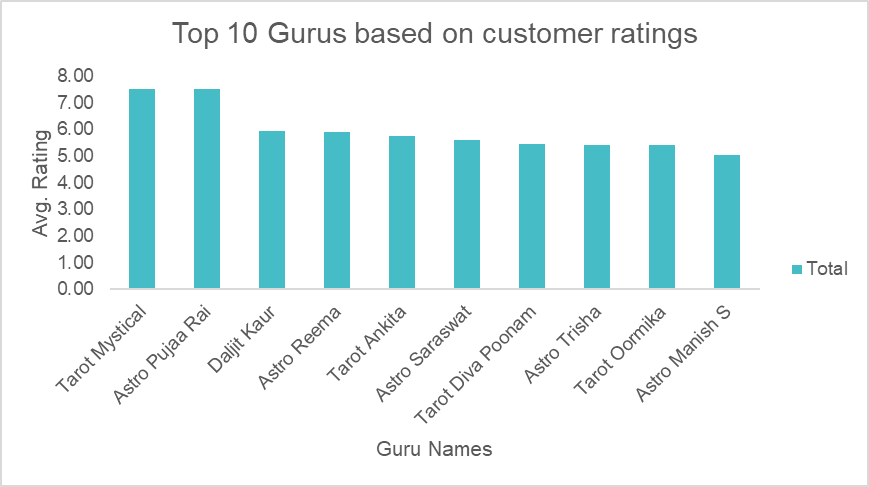 Top 10 Gurus based on customer ratings
Avg. Rating
8.00
7.00
6.00
5.00
4.00
3.00
2.00
1.00
0.00
Tarot Mystical
Astro Pujaa Rai
Daljit Kaur
Astro Reema
Tarot Ankita
Astro Saraswat
Tarot Diva Poonam
Astro Trisha
Tarot Oormika
Astro Manish S
Guru Names
Total